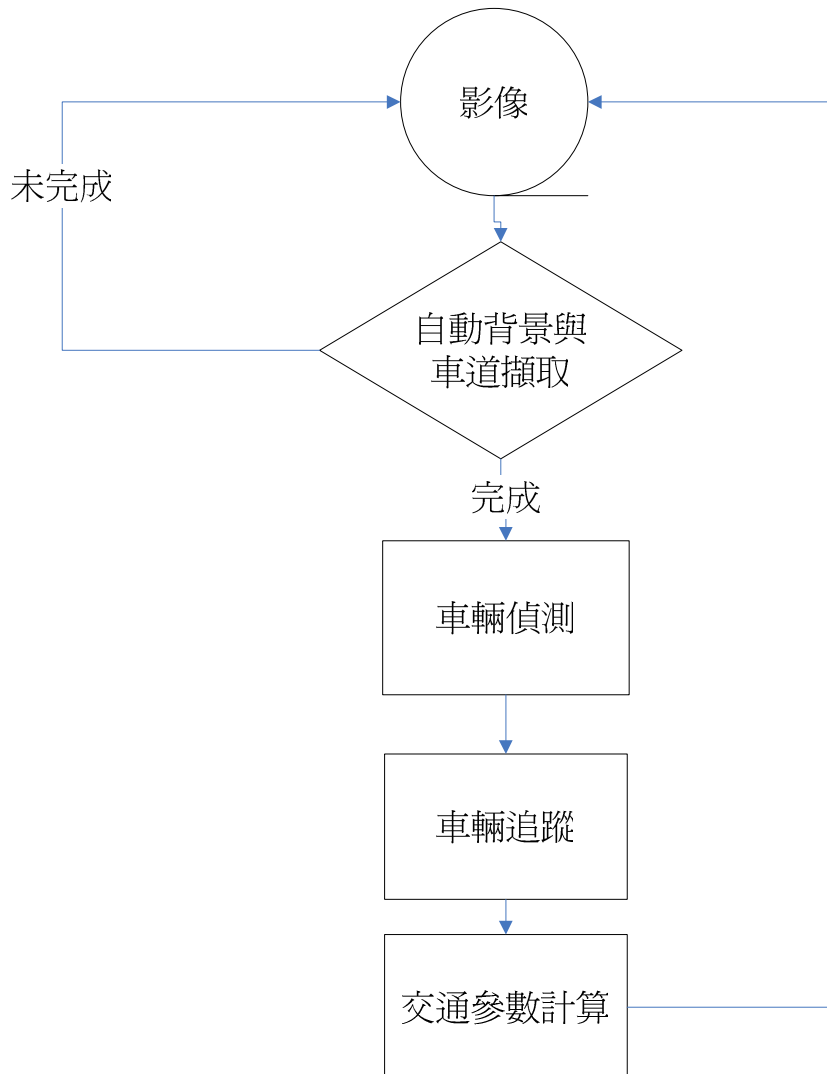 影像
未完成
自動背景與
車道擷取
完成
車輛偵測
車輛追蹤
交通參數計算